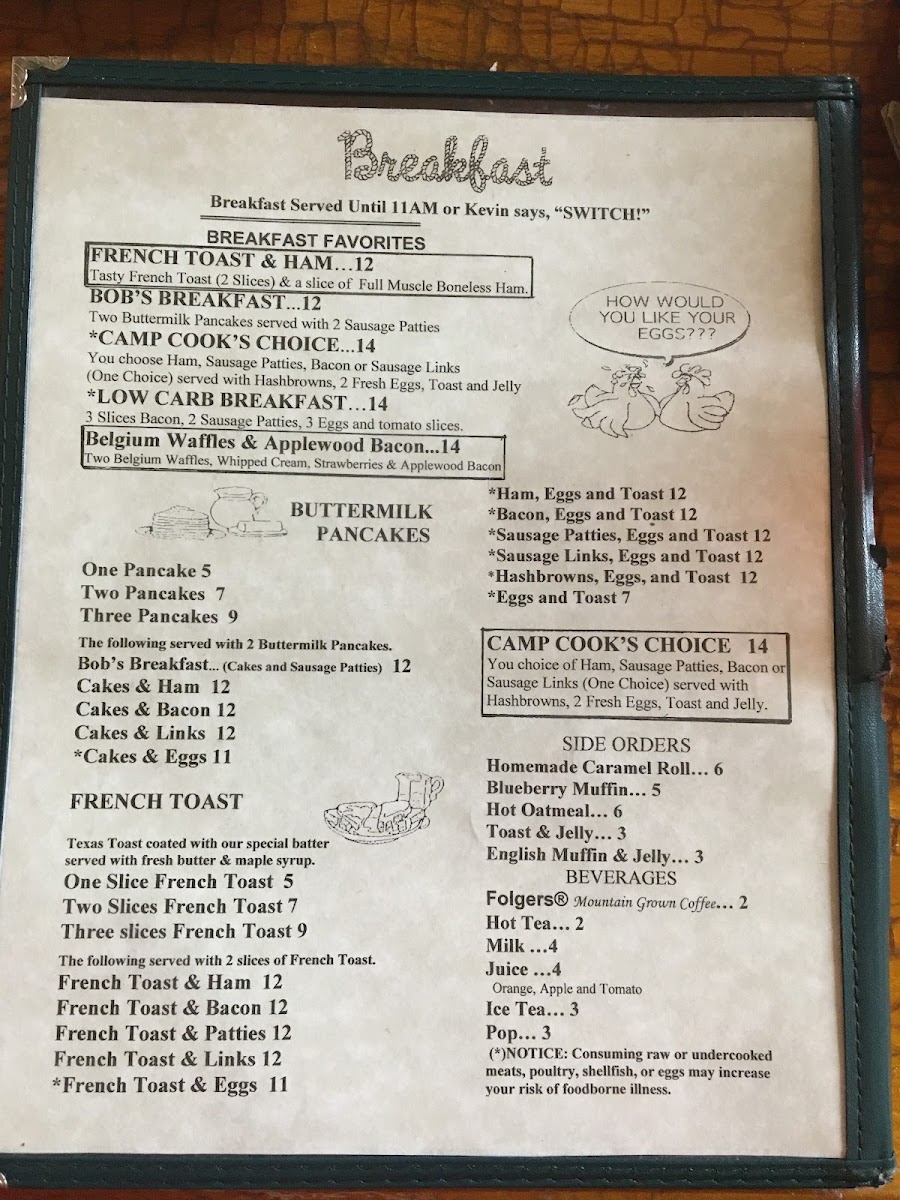 Breakfast
Breakfast Served Until 11AM or Kevin says, "SWITCH!"
BREAKFAST FAVORITES
FRENCH TOAST & HAM…12
Tasty French Toast (2 Slices) & a slice of Full Muscle Boneless Ham.
BOB'S BREAKFAST...12
Two Buttermilk Pancakes served with 2 Sausage Patties
*CAMP COOK'S CHOICE...14
You choose Ham, Sausage Patties, Bacon or Sausage Links
(One Choice) served with Hashbrowns, 2 Fresh Eggs, Toast and Jelly
*LOW CARB BREAKFAST…14
3 Slices Bacon, 2 Sausage Patties, 3 Eggs and tomato slices.
Belgium Waffles & Applewood Bacon...14
Two Belgium Waffles, Whipped Cream, Strawberries & Applewood Bacon
HOW WOULD
YOU LIKE YOUR
EGGS???
BUTTERMILK
PANCAKES
One Pancake 5
Two Pancakes 7
Three Pancakes 9
The following served with 2 Buttermilk Pancakes.
Bob's Breakfast... (Cakes and Sausage Patties) 12
Cakes & Ham 12
Cakes & Bacon 12
Cakes & Links 12
*Cakes & Eggs 11
FRENCH TOAST
Texas Toast coated with our special batter
served with fresh butter & maple syrup.
One Slice French Toast 5
Two Slices French Toast 7
Three slices French Toast 9
The following served with 2 slices of French Toast.
French Toast & Ham 12
French Toast & Bacon 12
French Toast & Patties 12
French Toast & Links 12
*French Toast & Eggs 11
*Ham, Eggs and Toast 12
*Bacon, Eggs and Toast 12
*Sausage Patties, Eggs and Toast 12
*Sausage Links, Eggs and Toast 12
*Hashbrowns, Eggs, and Toast 12
*Eggs and Toast 7
CAMP COOK'S CHOICE 14
You choice of Ham, Sausage Patties, Bacon or
Sausage Links (One Choice) served with
Hashbrowns, 2 Fresh Eggs, Toast and Jelly.
SIDE ORDERS
Homemade Caramel Roll… 6
Blueberry Muffin… 5
Hot Oatmeal… 6
Toast & Jelly… 3
English Muffin & Jelly… 3
BEVERAGES
Folgers® Mountain Grown Coffee… 2
Hot Tea… 2
Milk …4
Juice …4
Orange, Apple and Tomato
Ice Tea… 3
Pop… 3
(*)NOTICE: Consuming raw or undercooked
meats, poultry, shellfish, or eggs may increase
your risk of foodborne illness.